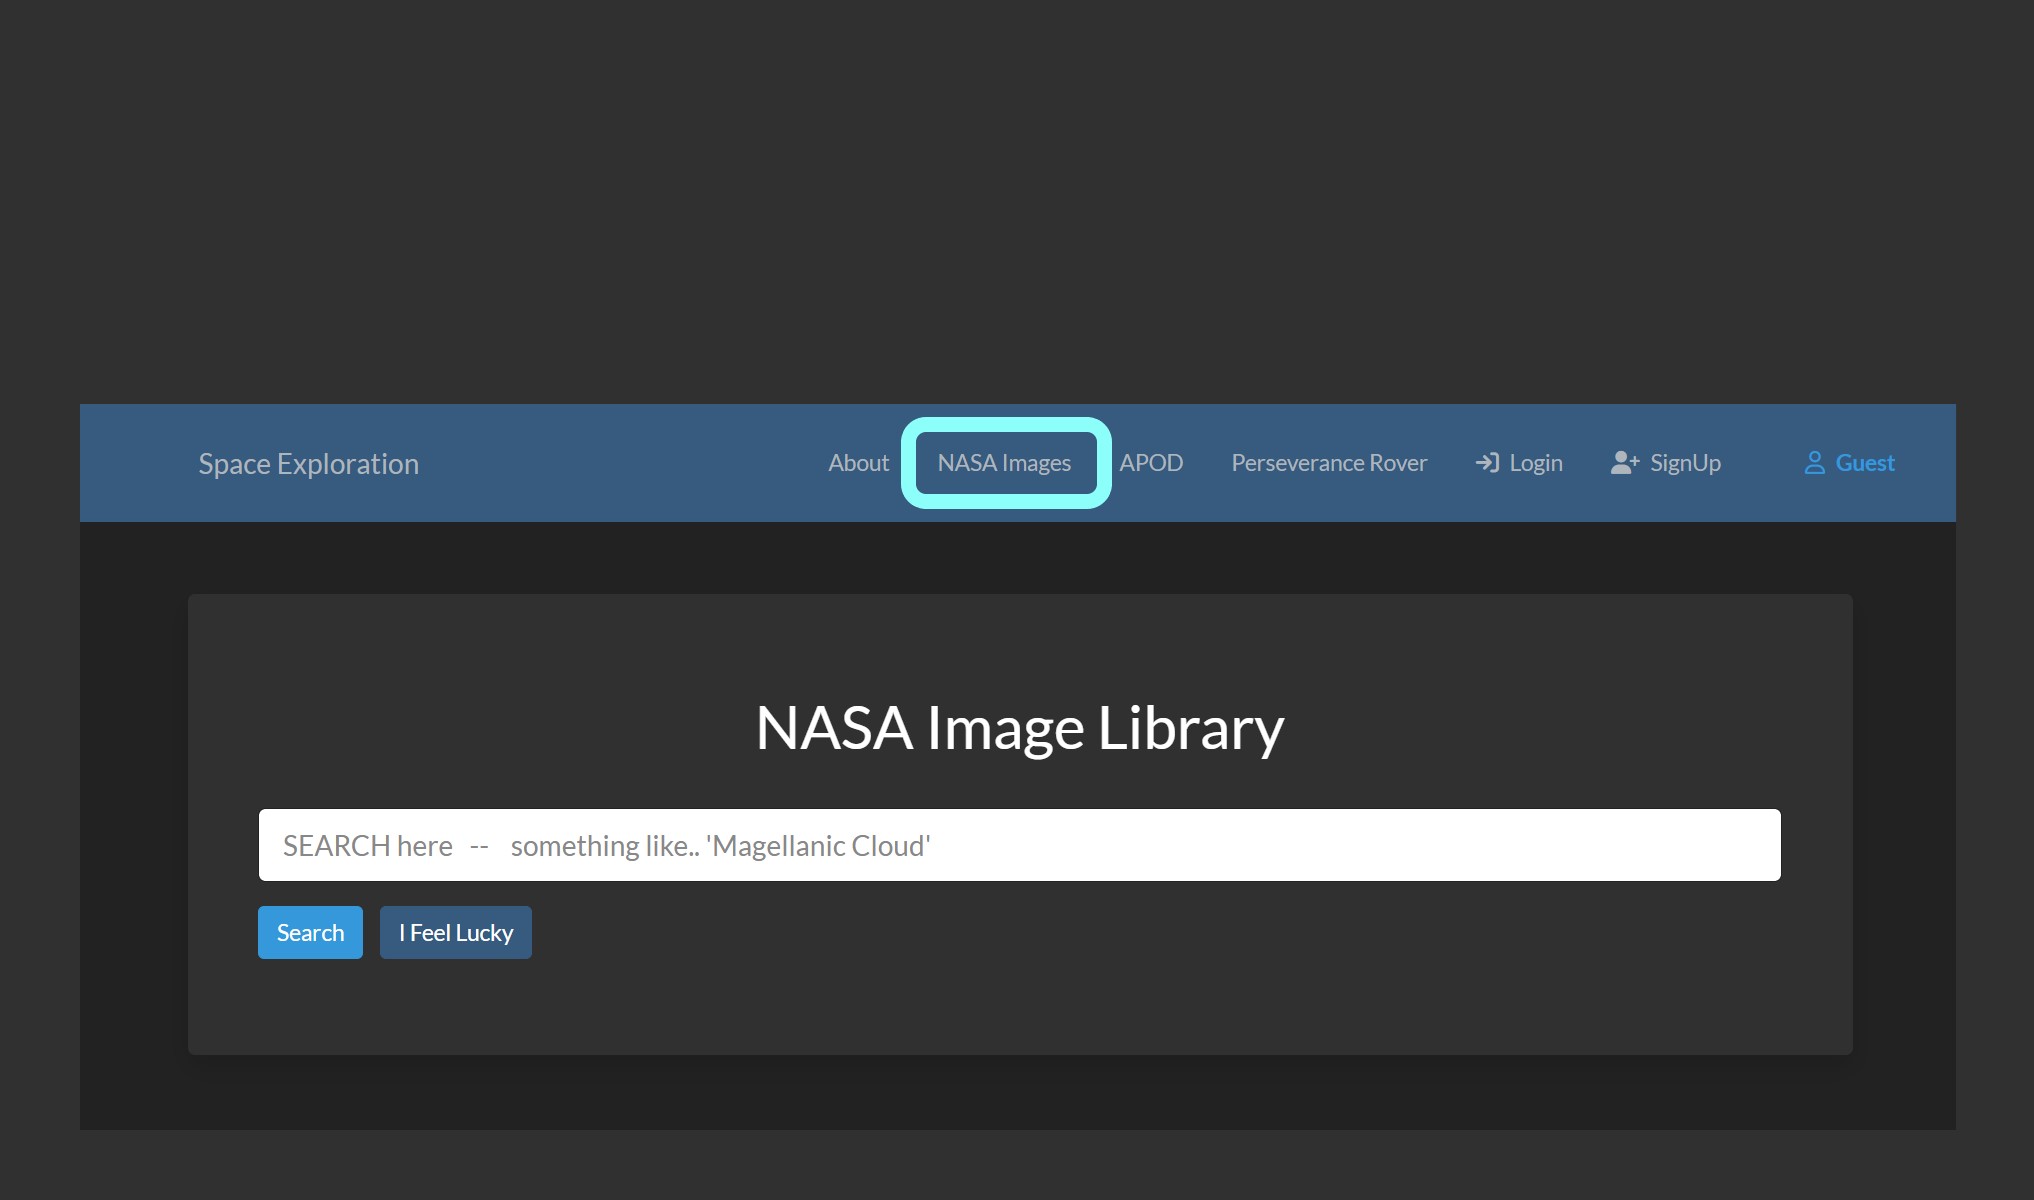 Space Exploration About NASA Images APOD Perseverance Rover Login SignUp Guest
NASA Image Library
SEARCH here -- something like.. 'Magellanic Cloud'
Search I Feel Lucky